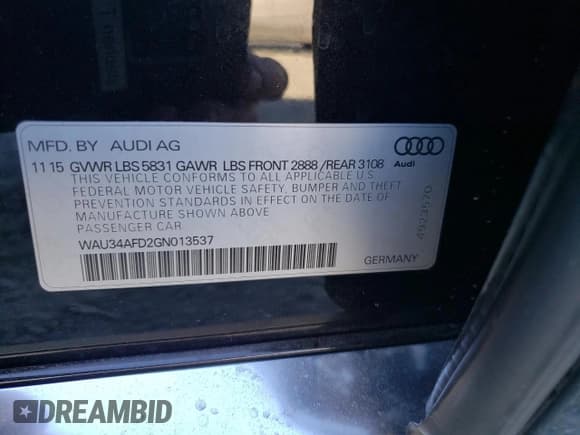 MFD. BY AUDI AG
11 15 GVWR LBS 5831 GAWR LBS FRONT 2888 /REAR 3108
THIS VEHICLE CONFORMS TO ALL APPLICABLE U.S.
FEDERAL MOTOR VEHICLE SAFETY, BUMPER AND THEFT
PREVENTION STANDARDS IN EFFECT ON THE DATE OF
MANUFACTURE SHOWN ABOVE
PASSENGER CAR
WAU34AFD2GN013537
Audi
4923570
GERMANY
DREAMBID